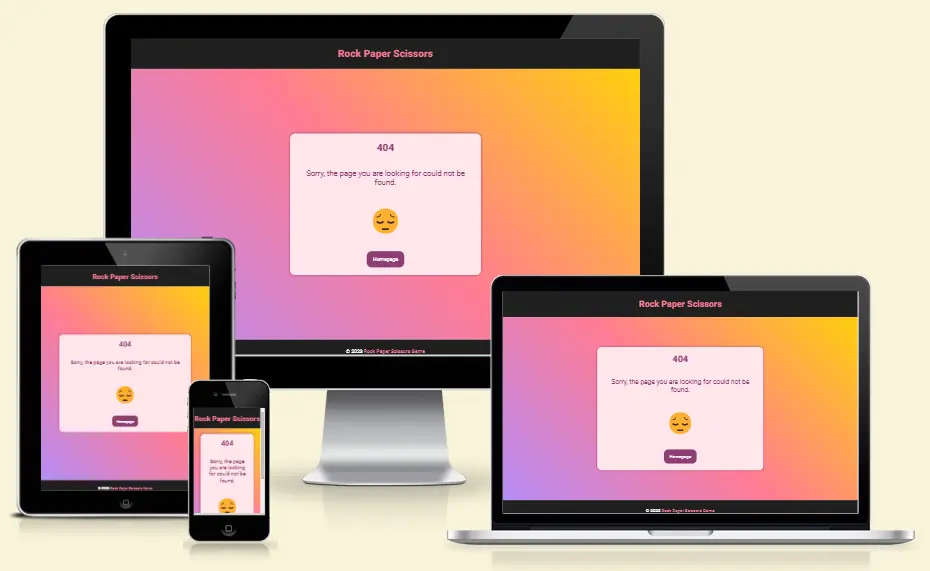 Rock Paper Scissors
404
Sorry, the page you are looking for could not be
found.
Homepage
© 2023 Rock Paper Scissors Game
Rock Paper Scissors
404
Sorry, the page you are looking for could not be
found.
Homepage
© 2023 Rock Paper Scissors Game
Rock Paper Scissors
404
Sorry, the page
you are looking
for could not be
found.
Rock Paper Scissors
404
Sorry, the page you are looking for could not be
found.
Homepage
© 2023 Rock Paper Scissors Game